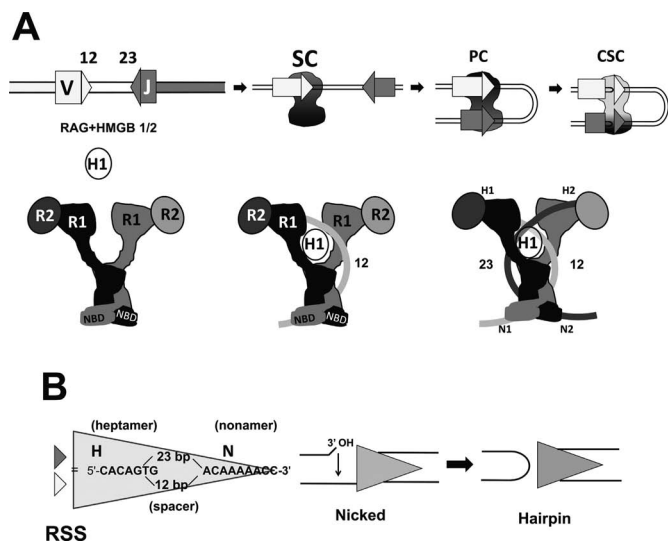 A
12 23
V J
SC
PC
CSC
RAG+HMGB 1/2
H1
R2 R1 R1 R2
NBD NBD
R2 R1 R1 R2
H1
12
NBD NBD
H1 H2
H1
23 12
N1 N2
B
(heptamer) (nonamer)
H N
23 bp
5'-CACAGTG ACAAAAACC-3'
12 bp
(spacer)
RSS
3' OH
Nicked
Hairpin